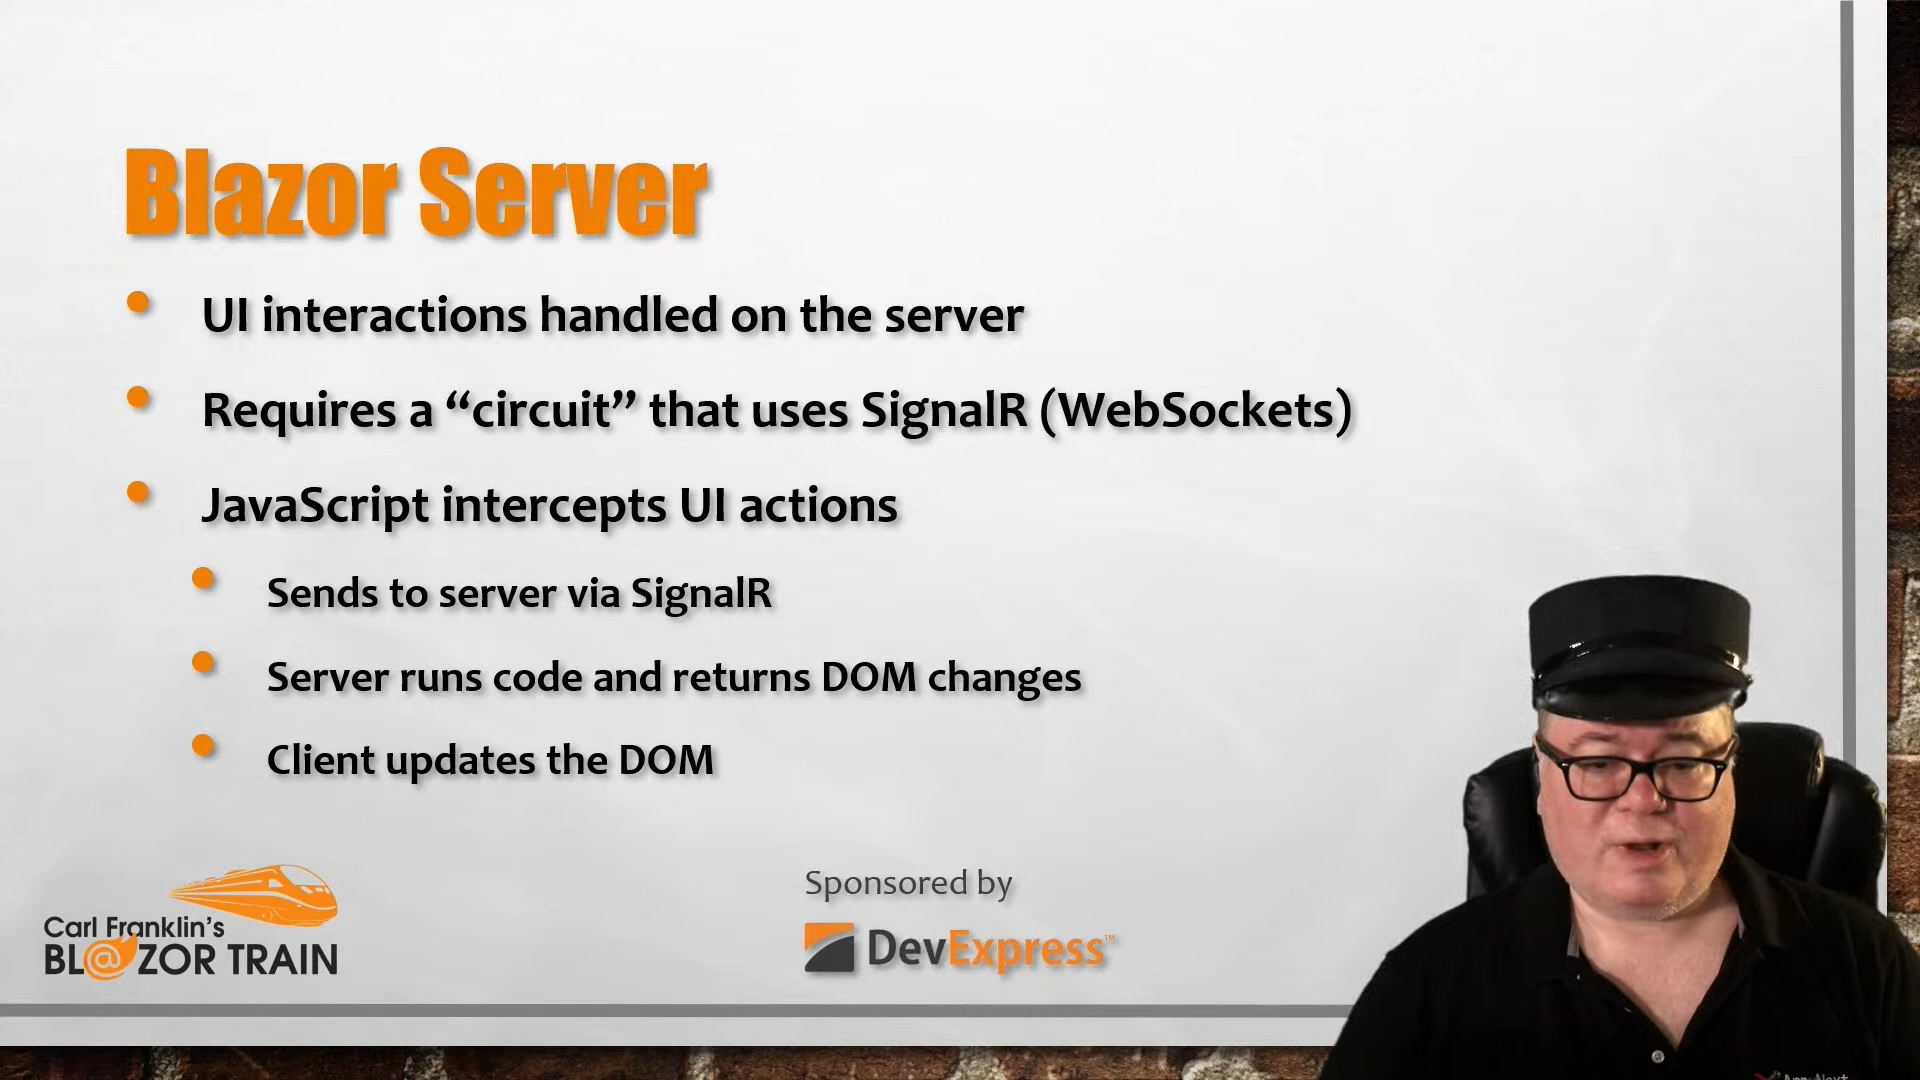 Blazor Server
UI interactions handled on the server
Requires a “circuit” that uses SignalR (WebSockets)
JavaScript intercepts UI actions
Sends to server via SignalR
Server runs code and returns DOM changes
Client updates the DOM
Carl Franklin's
BL@ZOR TRAIN
Sponsored by
DevExpress™